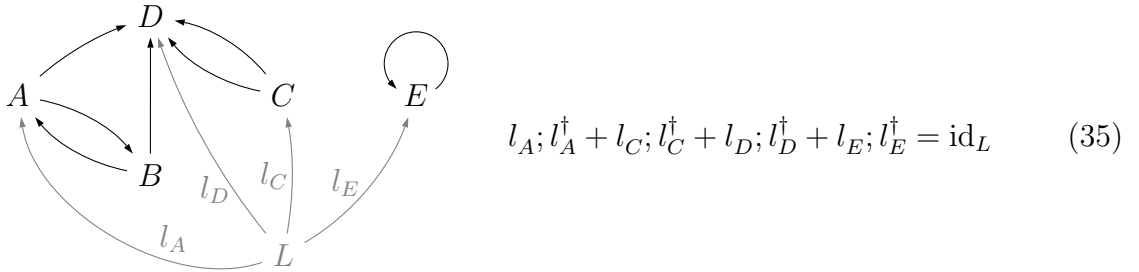 D
A
C
E
B
l_D
l_C
l_E
l_A
L
l_A; l_A^† + l_C; l_C^† + l_D; l_D^† + l_E; l_E^† = id_L (35)